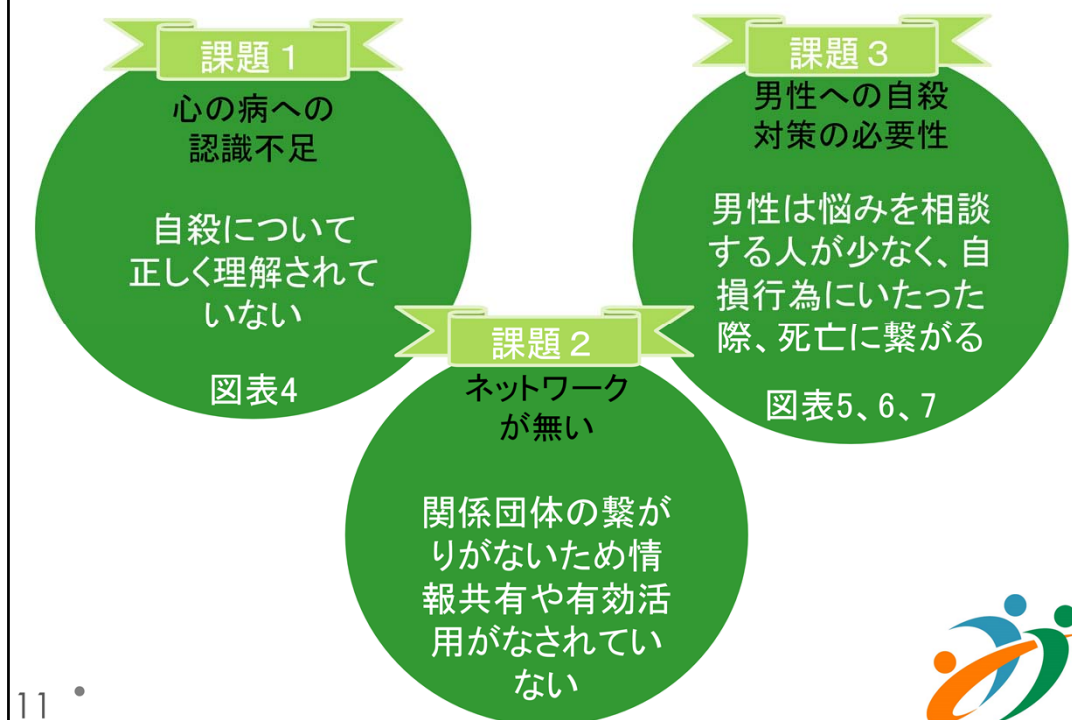 課題１
心の病への
認識不足
自殺について
正しく理解されて
いない
図表4
課題２
ネットワーク
が無い
関係団体の繋が
りがないため情
報共有や有効活
用がなされてい
ない
課題３
男性への自殺
対策の必要性
男性は悩みを相談
する人が少なく、自
損行為にいたった
際、死亡に繋がる
図表5、6、7
11